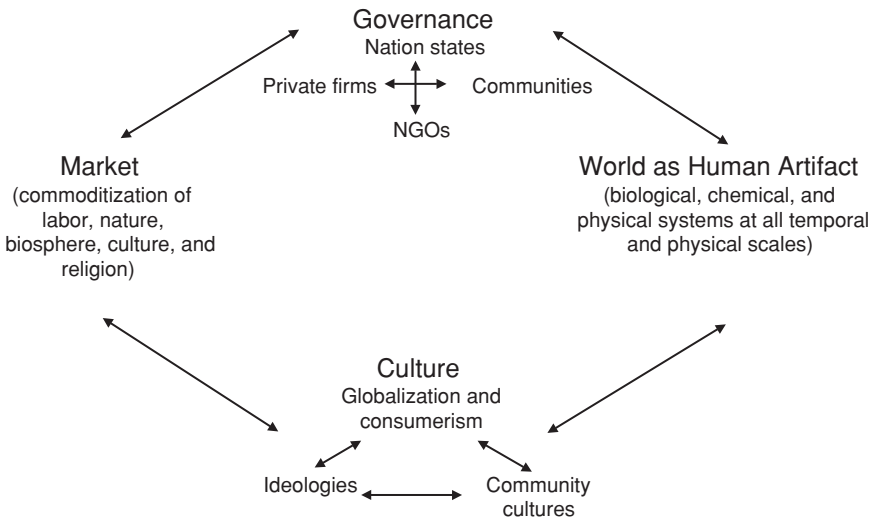 Governance
Nation states
Private firms
Communities
NGOs
Market
(commoditization of
labor, nature,
biosphere, culture, and
religion)
World as Human Artifact
(biological, chemical, and
physical systems at all temporal
and physical scales)
Culture
Globalization and
consumerism
Ideologies
Community
cultures